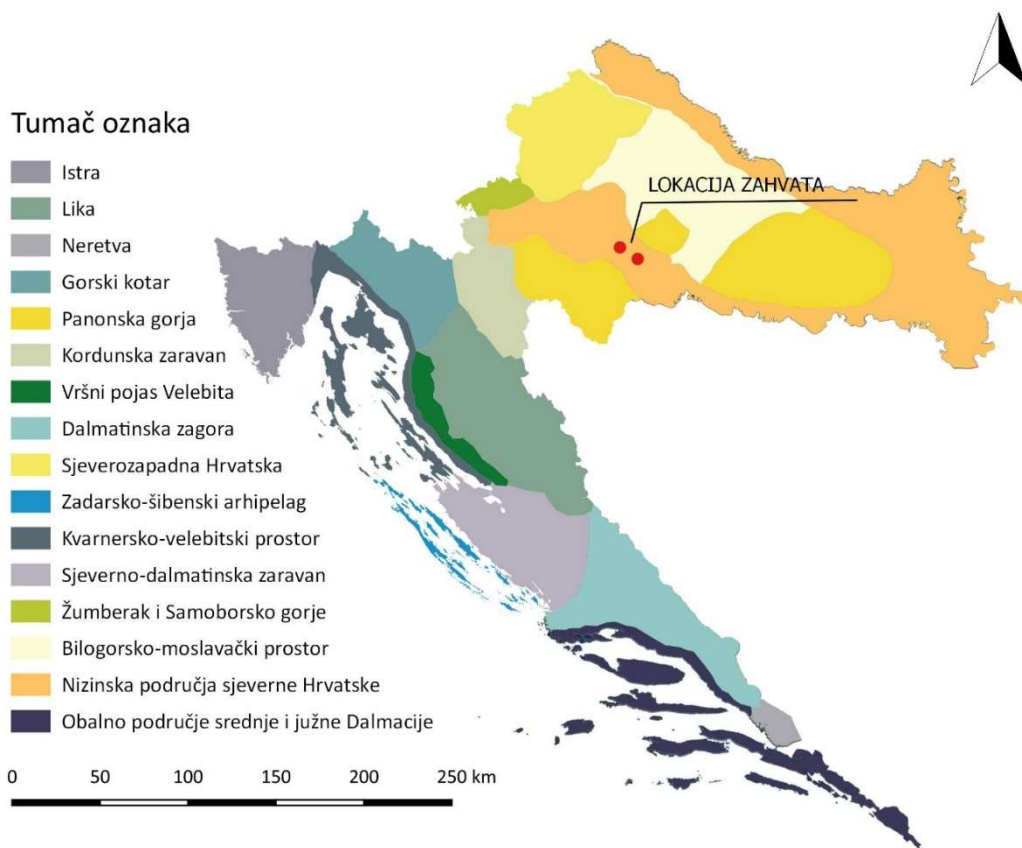 LOKACIJA ZAHVATA
Tumač oznaka
Istra
Lika
Neretva
Gorski kotar
Panonska gorja
Kordunska zaravan
Vršni pojas Velebita
Dalmatinska zagora
Sjeverozapadna Hrvatska
Zadarsko-šibenski arhipelag
Kvarnersko-velebitski prostor
Sjeverno-dalmatinska zaravan
Žumberak i Samoborsko gorje
Bilogorsko-moslavački prostor
Nizinska područja sjeverne Hrvatske
Obalno područje srednje i južne Dalmacije
0 50 100 150 200 250 km